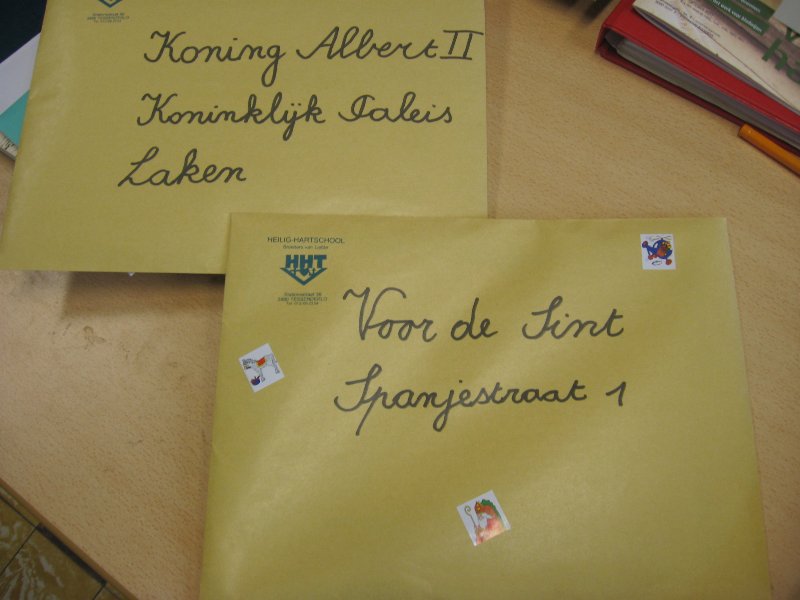 Koning Albert II
Koninklijk Paleis
Laken
HEILIG-HARTSCHOOL
HHT
Voor de Sint
Spanjestraat 1